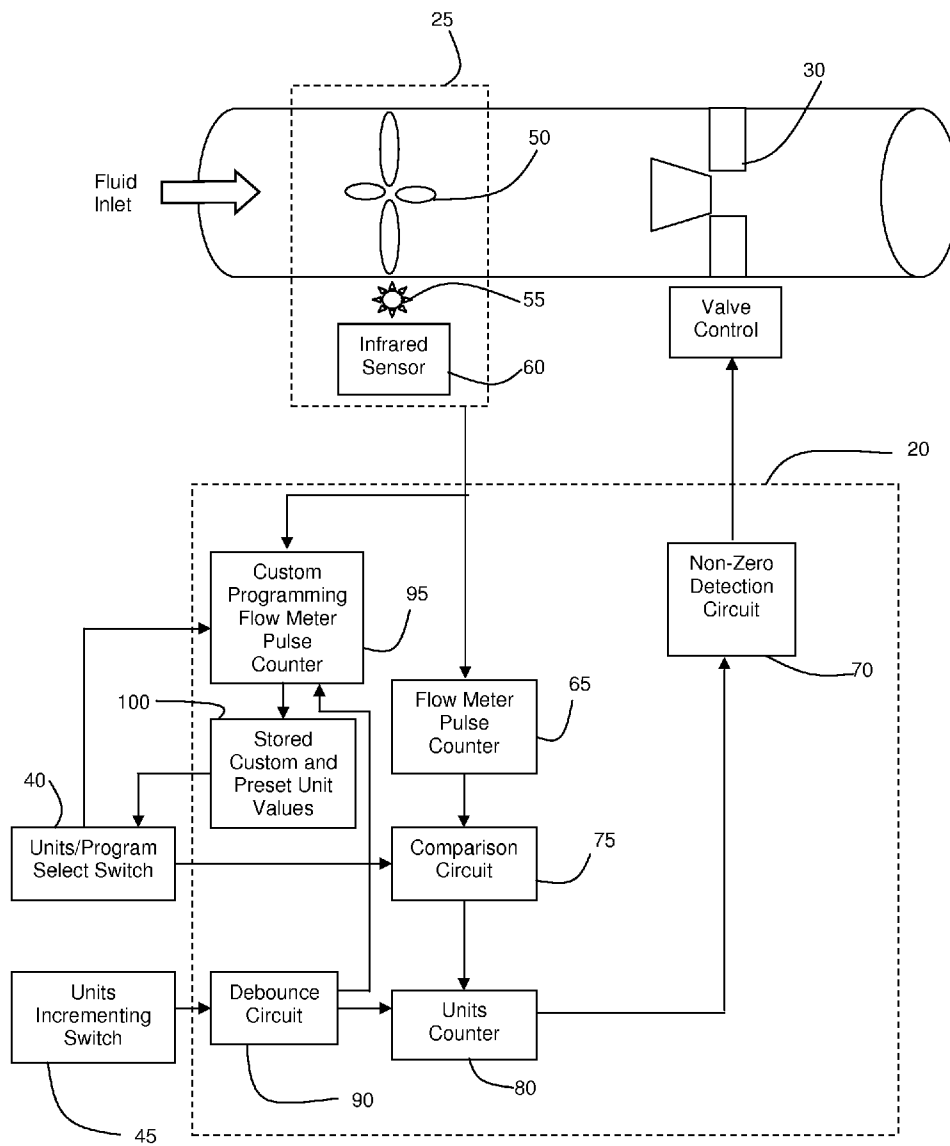 25
30
50
Fluid
Inlet
55
Valve
Control
Infrared
Sensor
60
20
Custom
Programming
Flow Meter
Pulse
Counter
95
Non-Zero
Detection
Circuit
70
100
Flow Meter
Pulse
Counter
65
Stored
Custom and
Preset Unit
Values
40
Units/Program
Select Switch
Comparison
Circuit
75
Units
Incrementing
Switch
Debounce
Circuit
Units
Counter
80
90
45